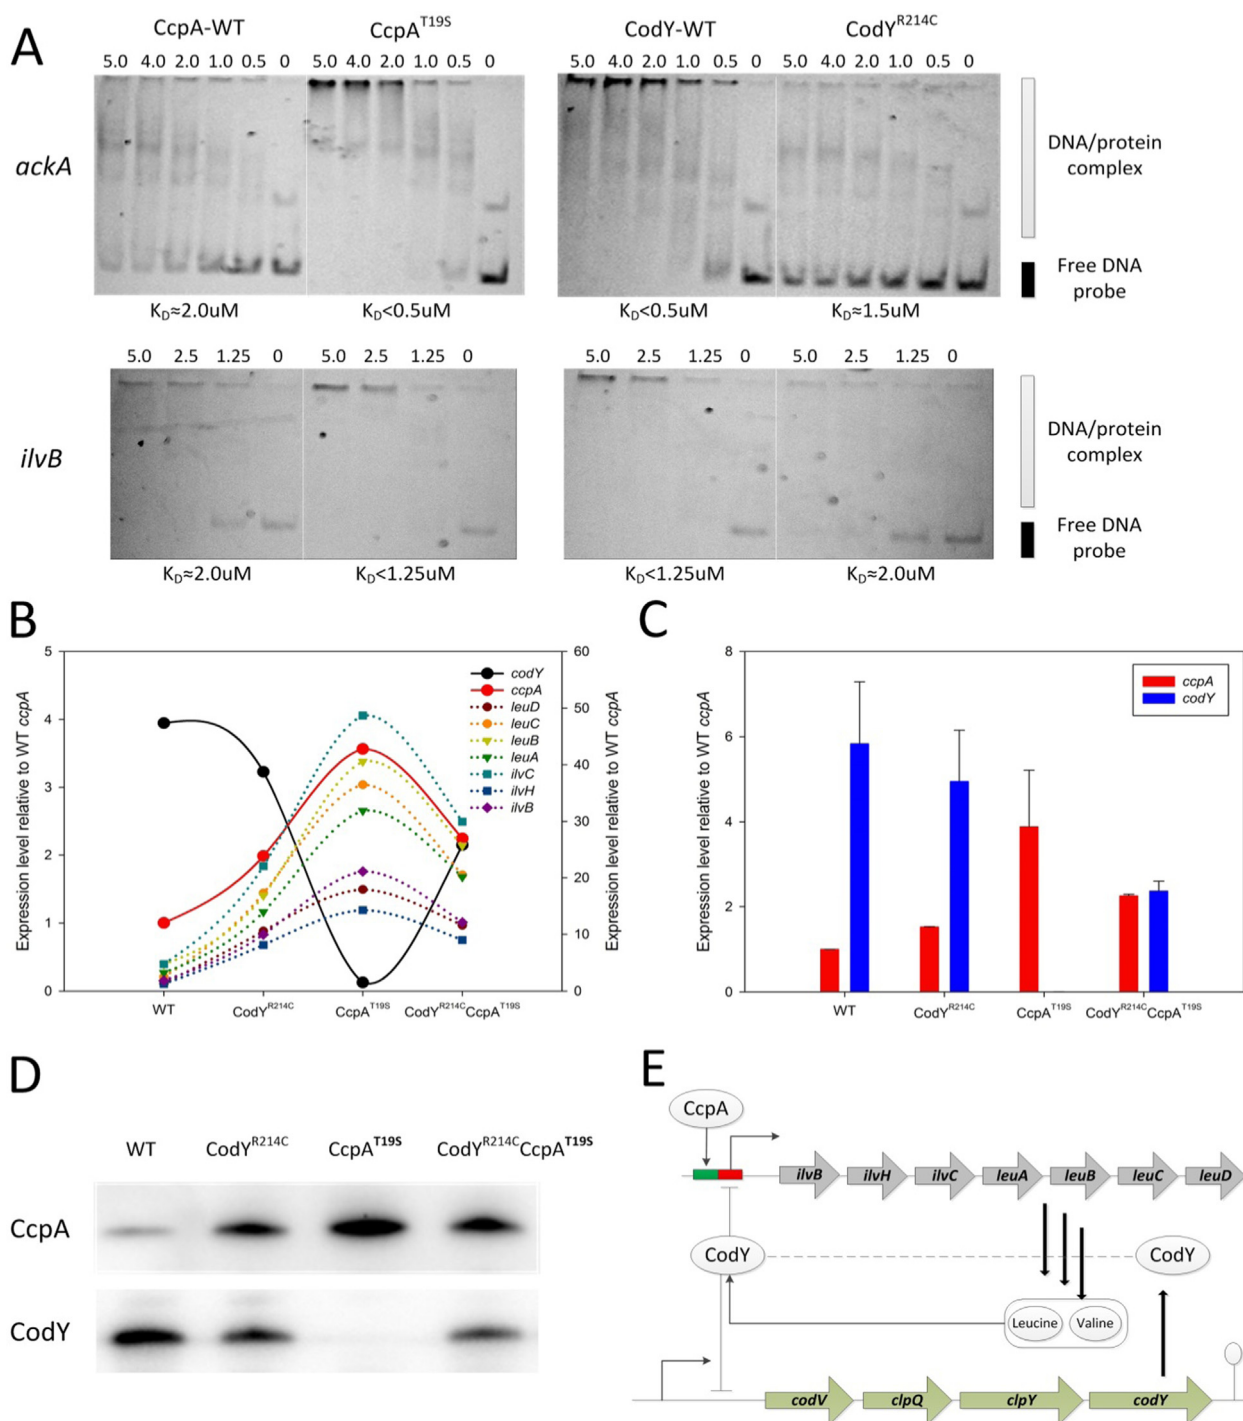 A
CcpA-WT CcpA^T19S CodY-WT CodY^R214C
5.0 4.0 2.0 1.0 0.5 0 5.0 4.0 2.0 1.0 0.5 0 5.0 4.0 2.0 1.0 0.5 0 5.0 4.0 2.0 1.0 0.5 0
ackA
DNA/protein
complex
Free DNA
probe
K_D≈2.0uM K_D<0.5uM K_D<0.5uM K_D≈1.5uM
5.0 2.5 1.25 0 5.0 2.5 1.25 0 5.0 2.5 1.25 0 5.0 2.5 1.25 0
ilvB
DNA/protein
complex
Free DNA
probe
K_D≈2.0uM K_D<1.25uM K_D<1.25uM K_D≈2.0uM
B
Expression level relative to WT ccpA
5
4
3
2
1
0
60
50
40
30
20
10
0
Expression level relative to WT ccpA
codY
ccpA
leuD
leuC
leuB
leuA
ilvC
ilvH
ilvB
WT CodY^R214C CcpA^T19S CodY^R214C CcpA^T19S
C
Expression level relative to WT ccpA
8
6
4
2
0
ccpA
codY
WT CodY^R214C CcpA^T19S CodY^R214C CcpA^T19S
D
WT CodY^R214C CcpA^T19S CodY^R214C CcpA^T19S
CcpA
CodY
E
CcpA
ilvB ilvH ilvC leuA leuB leuC leuD
CodY CodY
Leucine Valine
codV clpQ clpY codY